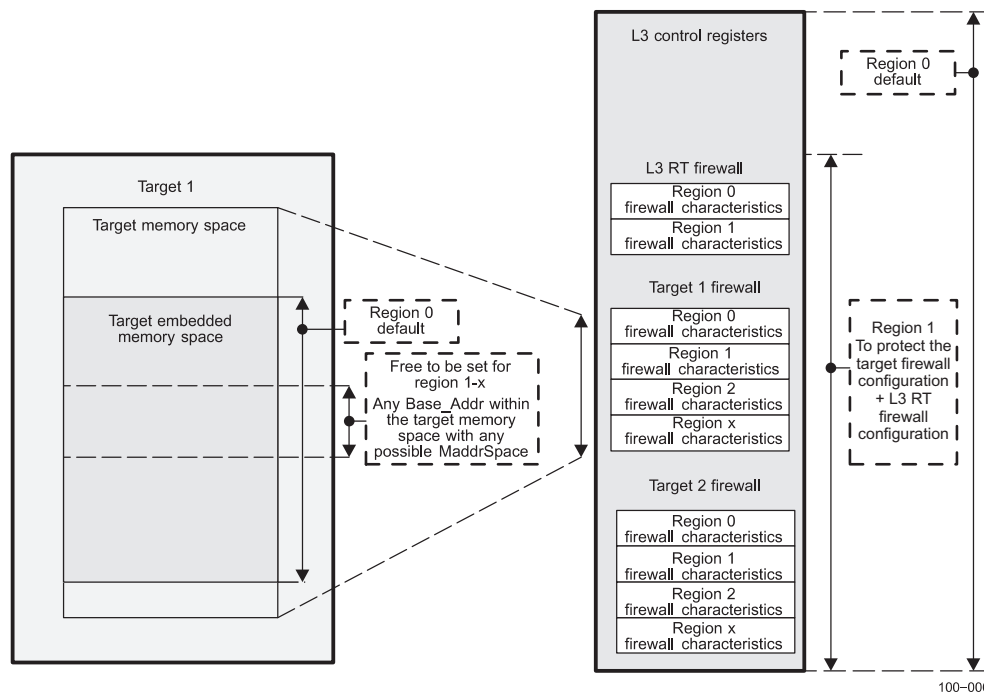 L3 control registers
Region 0
default
L3 RT firewall
Region 0
firewall characteristics
Region 1
firewall characteristics
Target 1
Target memory space
Target embedded
memory space
Region 0
default
Free to be set for
region 1-x
Any Base_Addr within
the target memory
space with any
possible MaddrSpace
Target 1 firewall
Region 0
firewall characteristics
Region 1
firewall characteristics
Region 2
firewall characteristics
Region x
firewall characteristics
Region 1
To protect the
target firewall
configuration
+ L3 RT
firewall
configuration
Target 2 firewall
Region 0
firewall characteristics
Region 1
firewall characteristics
Region 2
firewall characteristics
Region x
firewall characteristics